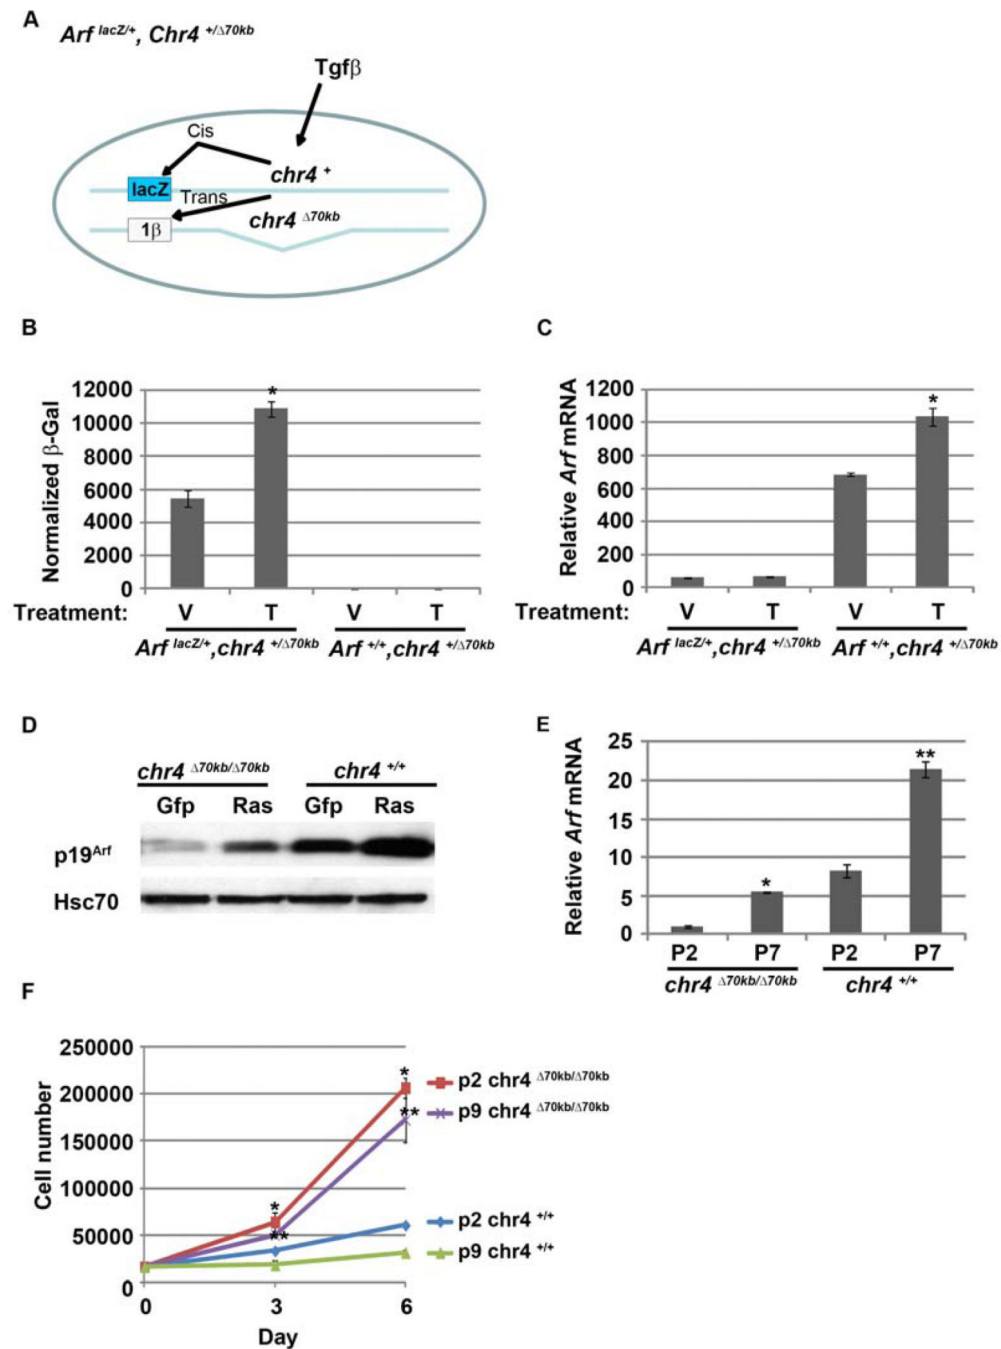 A
Arf lacZ/+, Chr4 +/Δ70kb
Tgfβ
Cis
chr4 +
lacZ
Trans
chr4 Δ70kb
1β
B
Normalized β-Gal
12000
10000
8000
6000
4000
2000
0
*
Treatment: V T V T
Arf lacZ/+,chr4 +/Δ70kb Arf +/+,chr4 +/Δ70kb
C
Relative Arf mRNA
1200
1000
800
600
400
200
0
*
Treatment: V T V T
Arf lacZ/+,chr4 +/Δ70kb Arf +/+,chr4 +/Δ70kb
D
chr4 Δ70kb/Δ70kb chr4 +/+
Gfp Ras Gfp Ras
p19Arf
Hsc70
E
Relative Arf mRNA
25
20
15
10
5
0
*
**
P2 P7 P2 P7
chr4 Δ70kb/Δ70kb chr4 +/+
F
Cell number
250000
200000
150000
100000
50000
0
*
**
*
**
p2 chr4 Δ70kb/Δ70kb
p9 chr4 Δ70kb/Δ70kb
p2 chr4 +/+
p9 chr4 +/+
0 3 6
Day